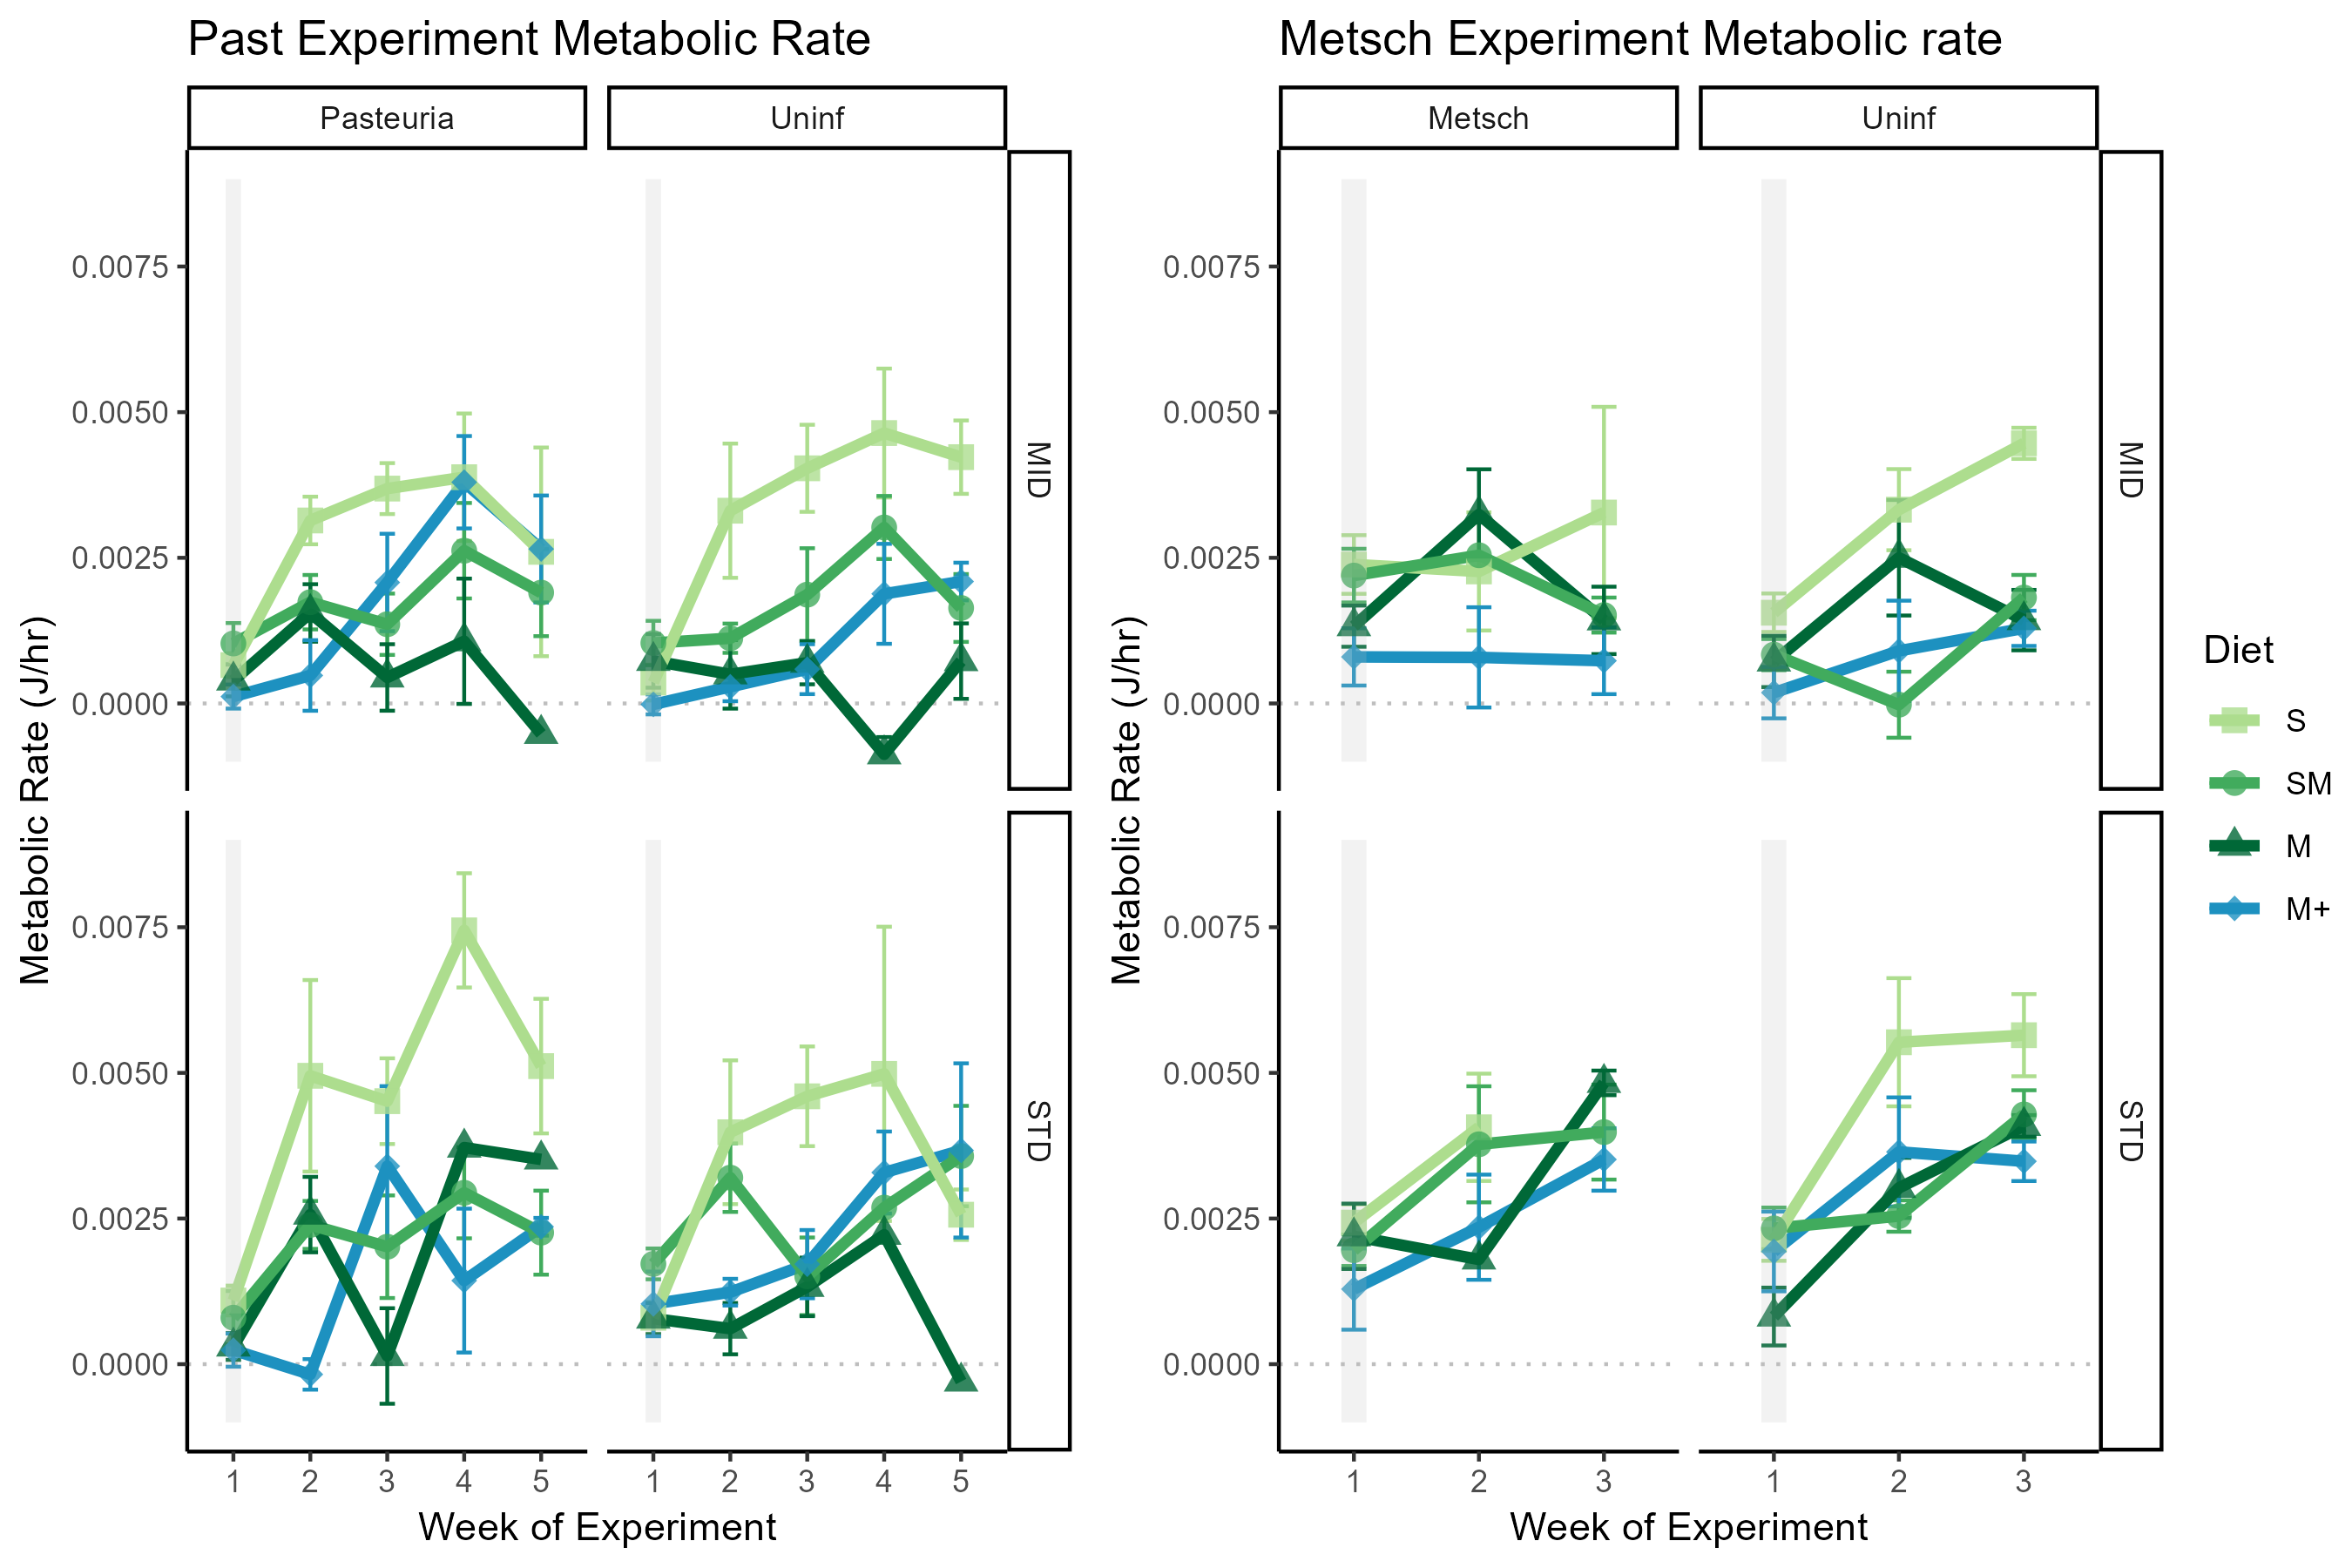 Past Experiment Metabolic Rate
Pasteuria
Uninf
MID
STD
0.0075
0.0050
0.0025
0.0000
0.0075
0.0050
0.0025
0.0000
Metabolic Rate (J/hr)
1 2 3 4 5
1 2 3 4 5
Week of Experiment
Metsch Experiment Metabolic rate
Metsch
Uninf
MID
STD
0.0075
0.0050
0.0025
0.0000
0.0075
0.0050
0.0025
0.0000
Metabolic Rate (J/hr)
1 2 3
1 2 3
Week of Experiment
Diet
S
SM
M
M+